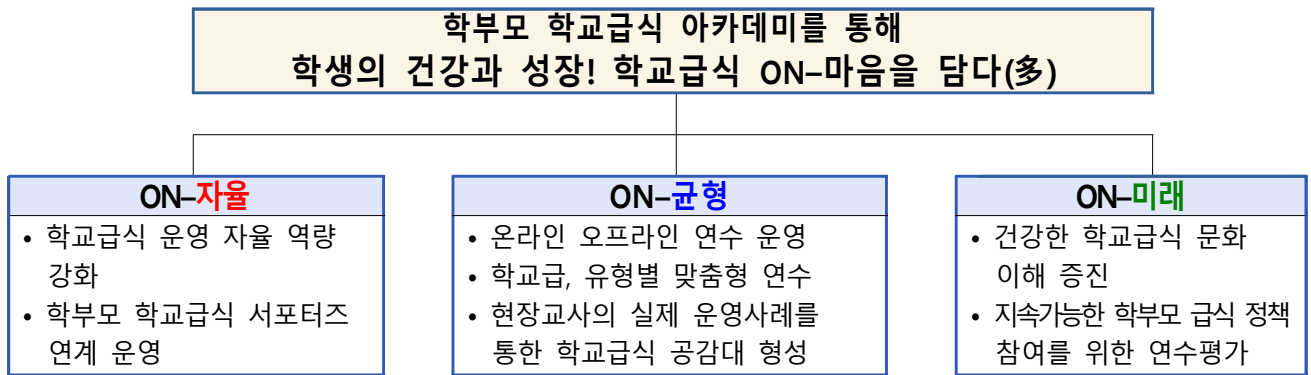 학부모 학교급식 아카데미를 통해
학생의 건강과 성장! 학교급식 ON–마음을 담다(多)
ON–자율
• 학교급식 운영 자율 역량
강화
• 학부모 학교급식 서포터즈
연계 운영
ON–균형
• 온라인 오프라인 연수 운영
• 학교급, 유형별 맞춤형 연수
• 현장교사의 실제 운영사례를
통한 학교급식 공감대 형성
ON–미래
• 건강한 학교급식 문화
이해 증진
• 지속가능한 학부모 급식 정책
참여를 위한 연수평가